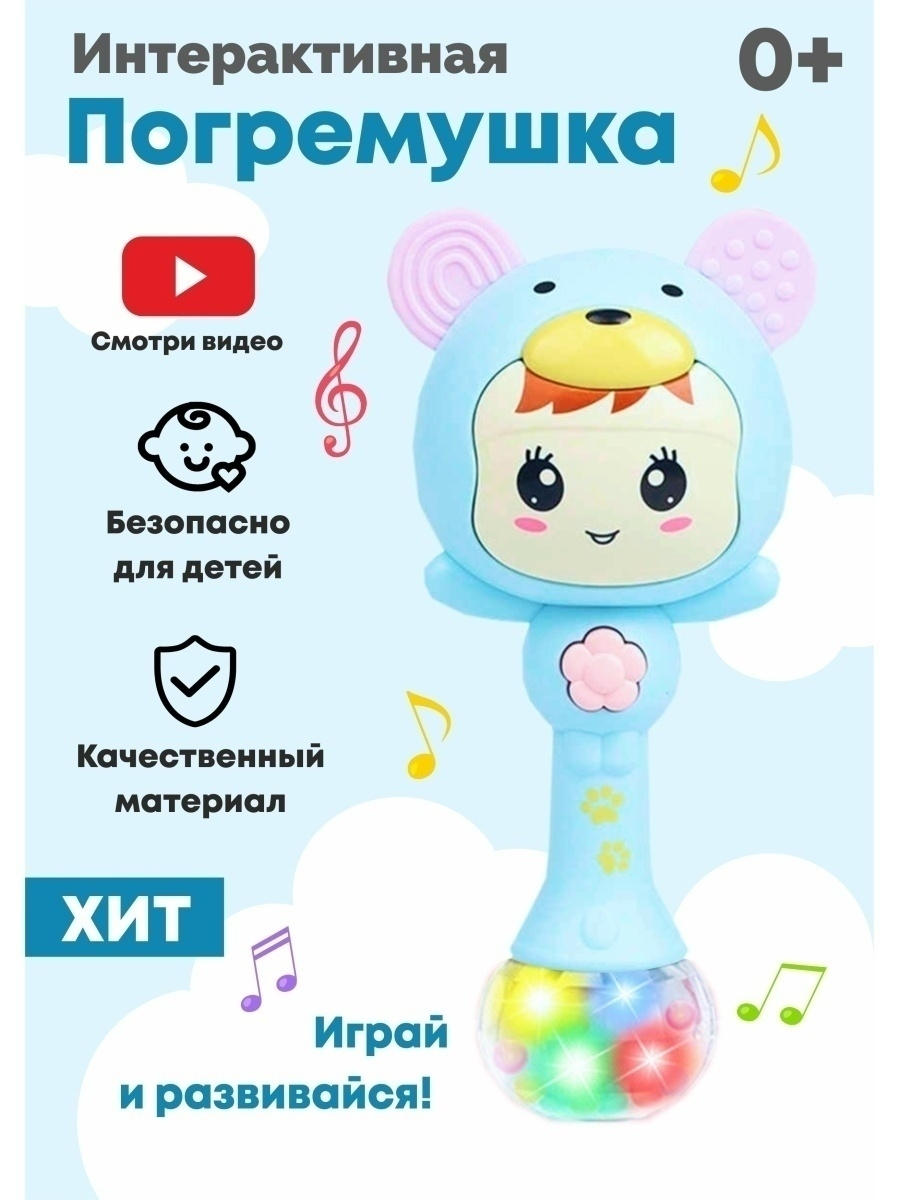 Интерактивная
0+
Погремушка
Смотри видео
Безопасно
для детей
Качественный
материал
ХИТ
Играй
и развивайся!